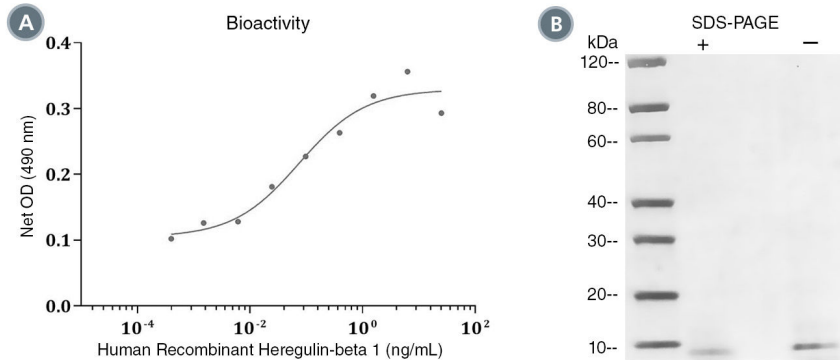 A
Bioactivity
0.4
0.3
0.2
0.1
0.0
Net OD (490 nm)
10-4
10-2
100
102
Human Recombinant Heregulin-beta 1 (ng/mL)
B
SDS-PAGE
kDa + −
120--
80--
60--
40--
30--
20--
10--